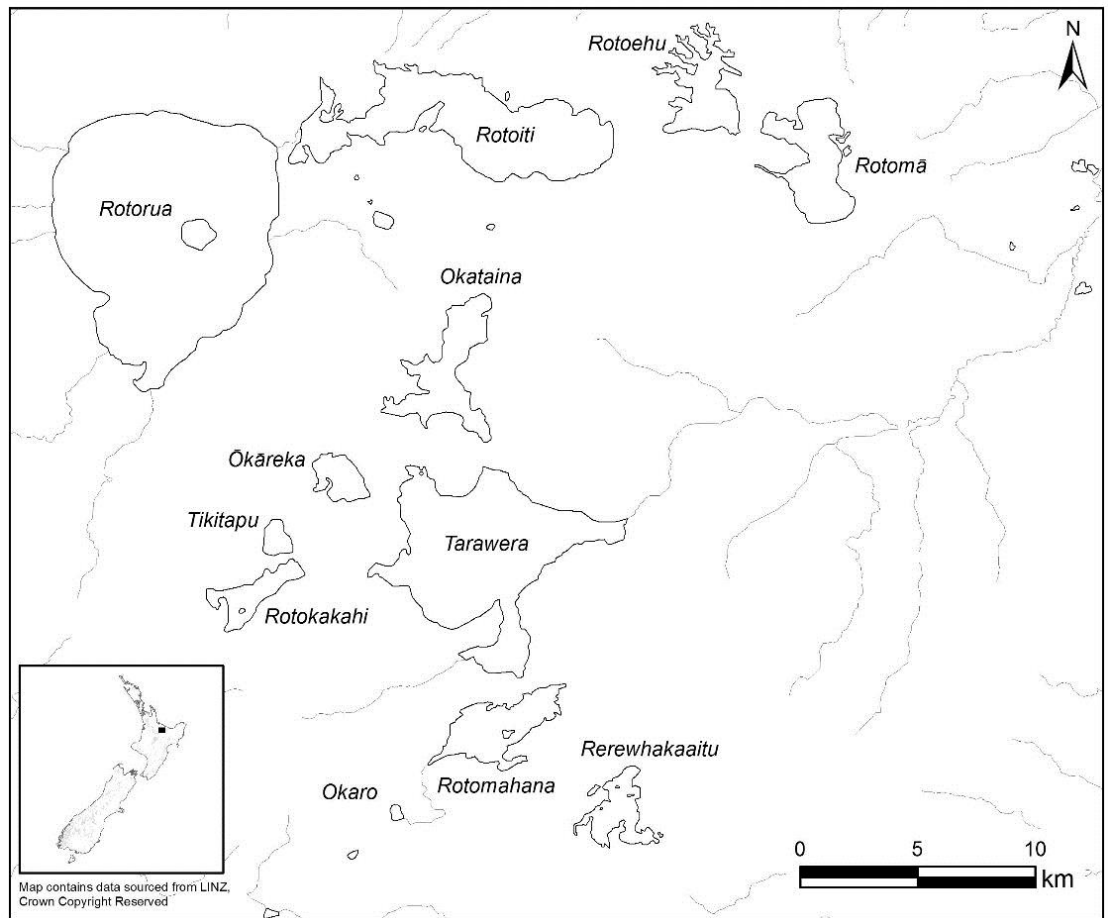 N
Rotoehu
Rotoiti
Rotomā
Rotorua
Okataina
Ōkāreka
Tikitapu
Tarawera
Rotokakahi
Rerewhakaaitu
Rotomahana
Okaro
0 5 10
km
Map contains data sourced from LINZ,
Crown Copyright Reserved